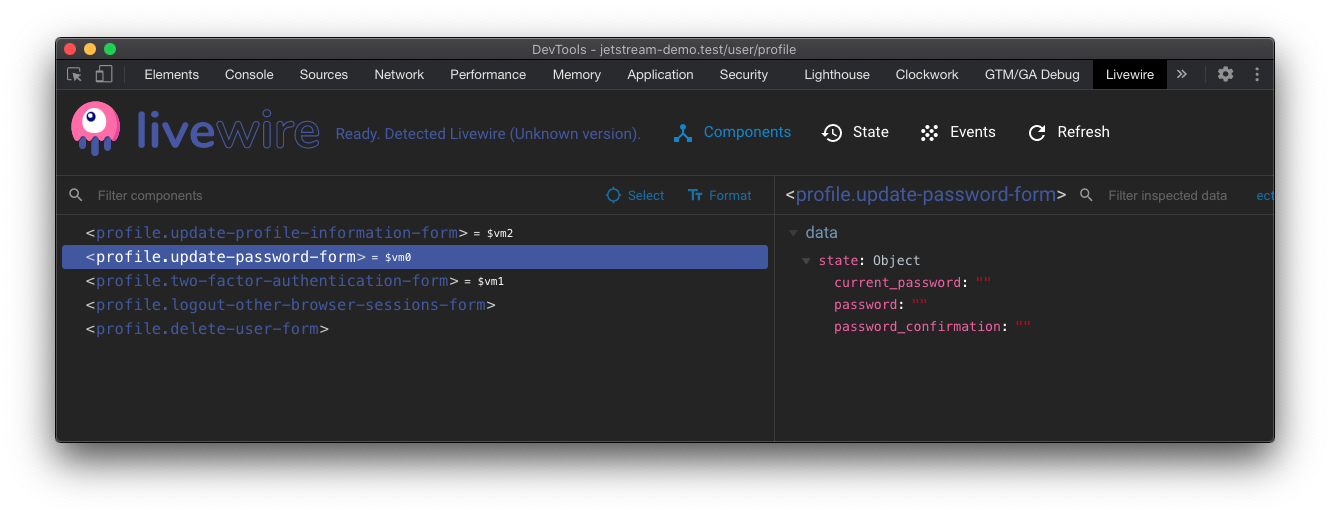 DevTools - jetstream-demo.test/user/profile
Elements Console Sources Network Performance Memory Application Security Lighthouse Clockwork GTM/GA Debug Livewire »
livewire Ready. Detected Livewire (Unknown version). Components State Events Refresh
Filter components Select Format
<profile.update-profile-information-form> = $vm2
<profile.update-password-form> = $vm0
<profile.two-factor-authentication-form> = $vm1
<profile.logout-other-browser-sessions-form>
<profile.delete-user-form>
<profile.update-password-form> Filter inspected data ect
data
state: Object
current_password: ""
password: ""
password_confirmation: ""